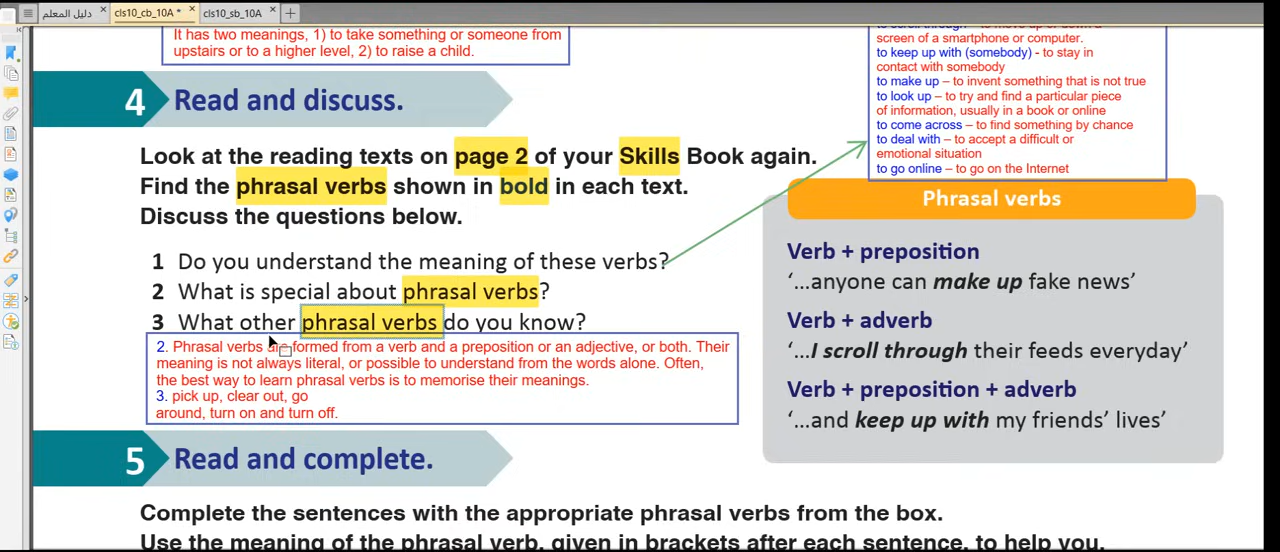 دليل المعلم
cls10_cb_10A *
cls10_sb_10A
It has two meanings, 1) to take something or someone from
upstairs or to a higher level, 2) to raise a child.
screen of a smartphone or computer.
to keep up with (somebody) - to stay in
contact with somebody
to make up – to invent something that is not true
to look up – to try and find a particular piece
of information, usually in a book or online
to come across – to find something by chance
to deal with – to accept a difficult or
emotional situation
to go online – to go on the Internet
4 Read and discuss.
Look at the reading texts on page 2 of your Skills Book again.
Find the phrasal verbs shown in bold in each text.
Discuss the questions below.
1 Do you understand the meaning of these verbs?
2 What is special about phrasal verbs?
3 What other phrasal verbs do you know?
2. Phrasal verbs are formed from a verb and a preposition or an adjective, or both. Their
meaning is not always literal, or possible to understand from the words alone. Often,
the best way to learn phrasal verbs is to memorise their meanings.
3. pick up, clear out, go
around, turn on and turn off.
Phrasal verbs
Verb + preposition
‘...anyone can make up fake news’
Verb + adverb
‘...I scroll through their feeds everyday’
Verb + preposition + adverb
‘...and keep up with my friends’ lives’
5 Read and complete.
Complete the sentences with the appropriate phrasal verbs from the box.
Use the meaning of the phrasal verb, given in brackets after each sentence, to help you.